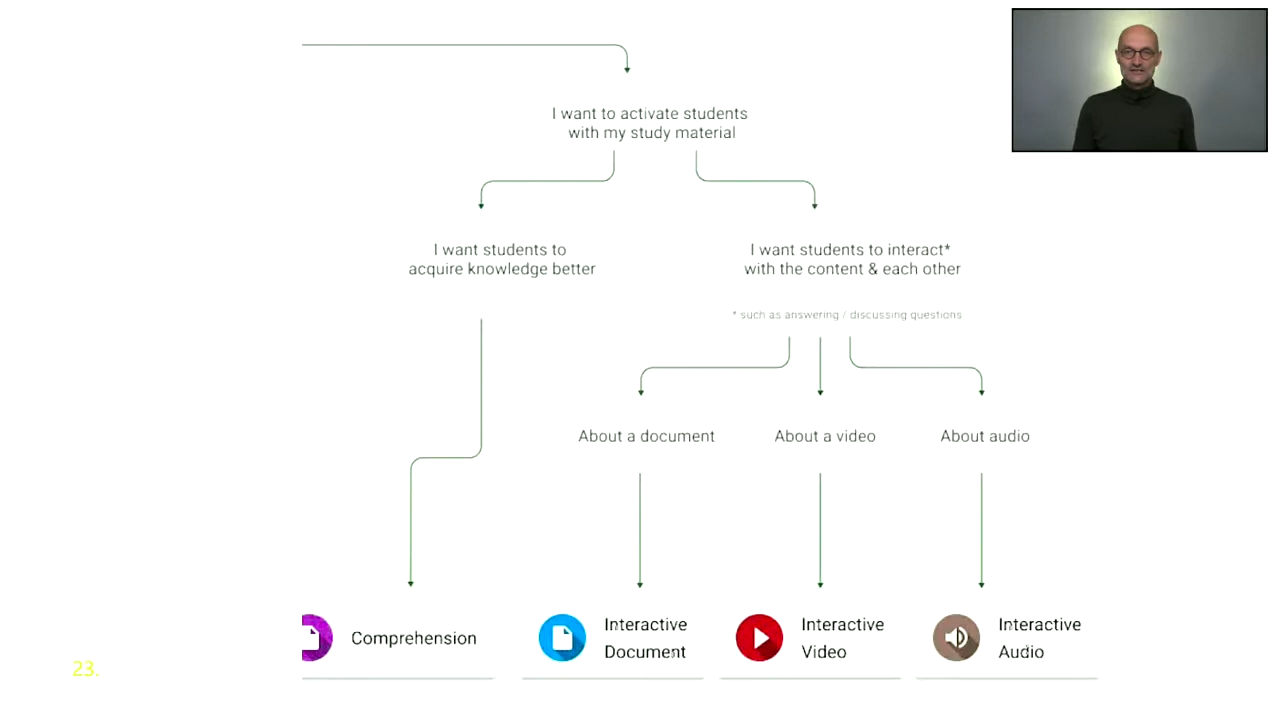 I want to activate students
with my study material
I want students to
acquire knowledge better
I want students to interact*
with the content & each other
* such as answering / discussing questions
About a document
About a video
About audio
Comprehension
Interactive
Document
Interactive
Video
Interactive
Audio
23.